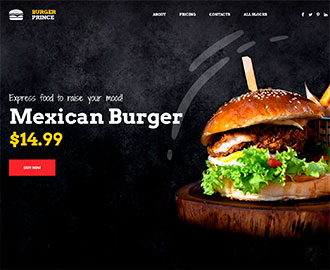 BURGER
PRINCE
ABOUT PRICING CONTACTS ALL BLOCKS
Express food to raise your mood!
Mexican Burger
$14.99
BUY NOW